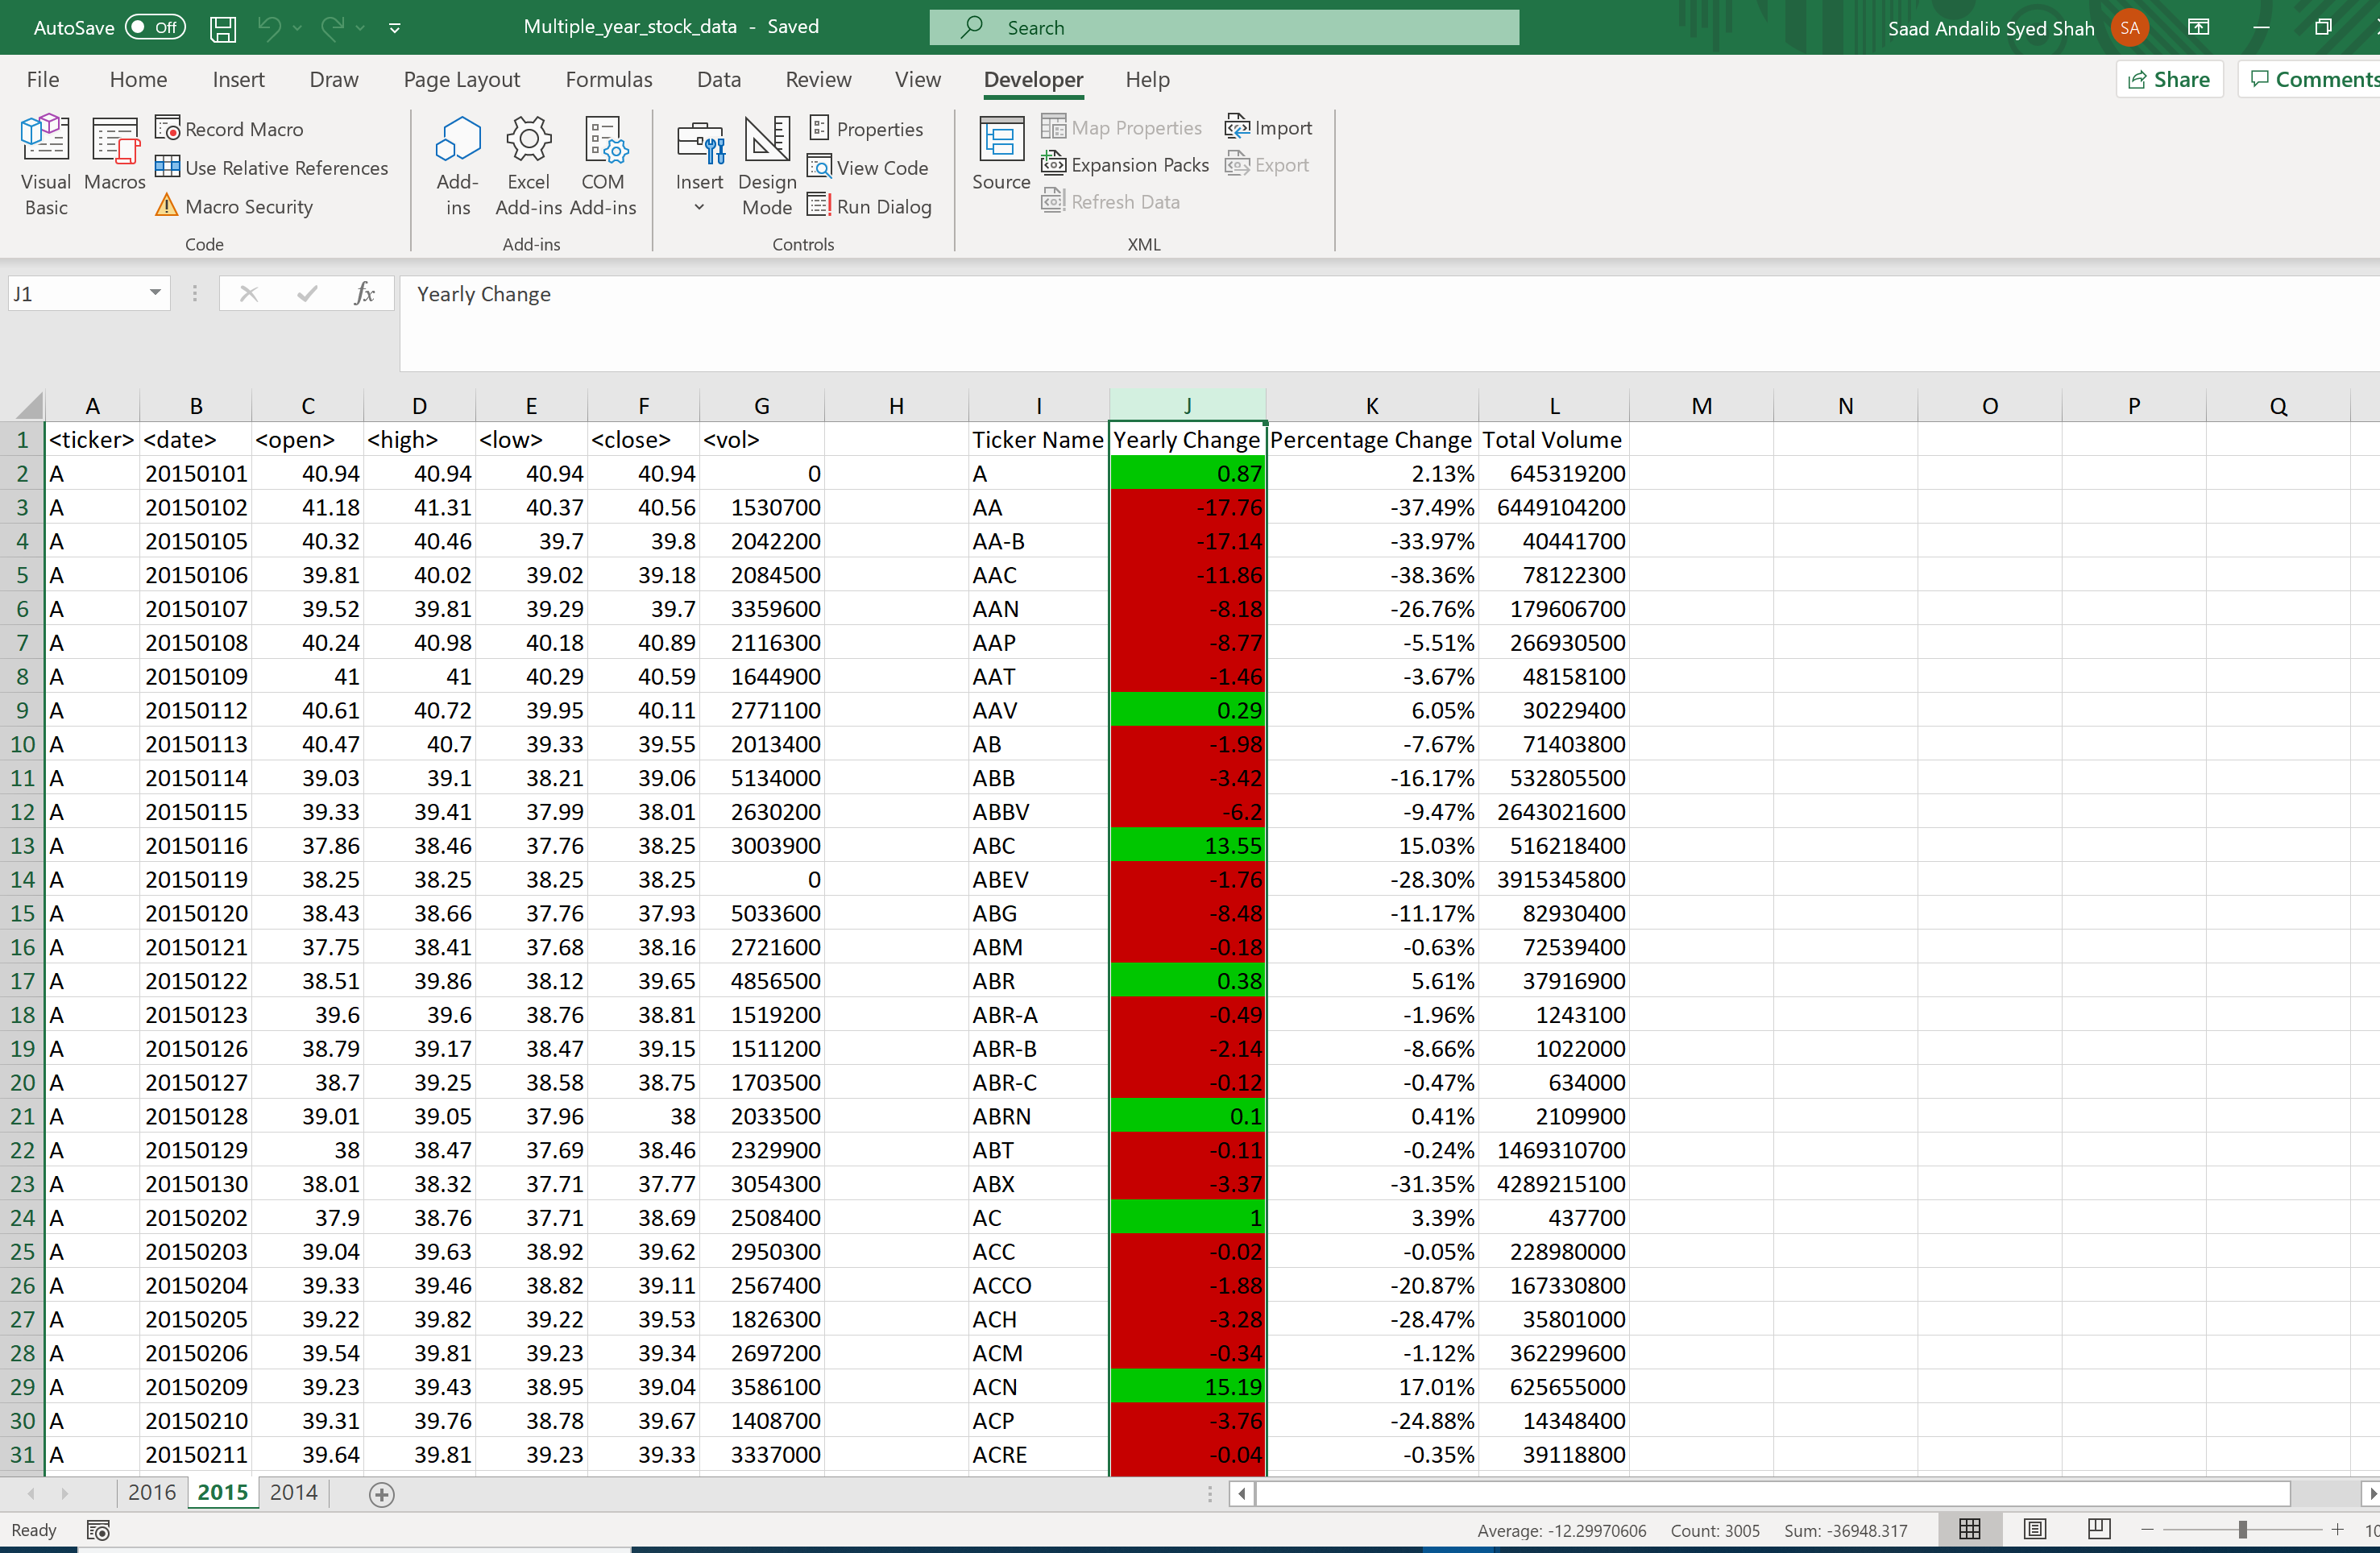 AutoSave Off Multiple_year_stock_data - Saved Search Saad Andalib Syed Shah SA
File Home Insert Draw Page Layout Formulas Data Review View Developer Help Share Comments
Visual Basic Macros Record Macro Use Relative References Macro Security
Add-ins Excel Add-ins COM Add-ins
Insert Design Mode Properties View Code Run Dialog
Source Map Properties Expansion Packs Refresh Data Import Export
Code Add-ins Controls XML
J1 fx Yearly Change
A B C D E F G H I J K L M N O P Q
1 <ticker> <date> <open> <high> <low> <close> <vol> Ticker Name Yearly Change Percentage Change Total Volume
2 A 20150101 40.94 40.94 40.94 40.94 0 A 0.87 2.13% 645319200
3 A 20150102 41.18 41.31 40.37 40.56 1530700 AA -17.76 -37.49% 6449104200
4 A 20150105 40.32 40.46 39.7 39.8 2042200 AA-B -17.14 -33.97% 40441700
5 A 20150106 39.81 40.02 39.02 39.18 2084500 AAC -11.86 -38.36% 78122300
6 A 20150107 39.52 39.81 39.29 39.7 3359600 AAN -8.18 -26.76% 179606700
7 A 20150108 40.24 40.98 40.18 40.89 2116300 AAP -8.77 -5.51% 266930500
8 A 20150109 41 41 40.29 40.59 1644900 AAT -1.46 -3.67% 48158100
9 A 20150112 40.61 40.72 39.95 40.11 2771100 AAV 0.29 6.05% 30229400
10 A 20150113 40.47 40.7 39.33 39.55 2013400 AB -1.98 -7.67% 71403800
11 A 20150114 39.03 39.1 38.21 39.06 5134000 ABB -3.42 -16.17% 532805500
12 A 20150115 39.33 39.41 37.99 38.01 2630200 ABBV -6.2 -9.47% 2643021600
13 A 20150116 37.86 38.46 37.76 38.25 3003900 ABC 13.55 15.03% 516218400
14 A 20150119 38.25 38.25 38.25 38.25 0 ABEV -1.76 -28.30% 3915345800
15 A 20150120 38.43 38.66 37.76 37.93 5033600 ABG -8.48 -11.17% 82930400
16 A 20150121 37.75 38.41 37.68 38.16 2721600 ABM -0.18 -0.63% 72539400
17 A 20150122 38.51 39.86 38.12 39.65 4856500 ABR 0.38 5.61% 37916900
18 A 20150123 39.6 39.6 38.76 38.81 1519200 ABR-A -0.49 -1.96% 1243100
19 A 20150126 38.79 39.17 38.47 39.15 1511200 ABR-B -2.14 -8.66% 1022000
20 A 20150127 38.7 39.25 38.58 38.75 1703500 ABR-C -0.12 -0.47% 634000
21 A 20150128 39.01 39.05 37.96 38 2033500 ABRN 0.1 0.41% 2109900
22 A 20150129 38 38.47 37.69 38.46 2329900 ABT -0.11 -0.24% 1469310700
23 A 20150130 38.01 38.32 37.71 37.77 3054300 ABX -3.37 -31.35% 4289215100
24 A 20150202 37.9 38.76 37.71 38.69 2508400 AC 1 3.39% 437700
25 A 20150203 39.04 39.63 38.92 39.62 2950300 ACC -0.02 -0.05% 228980000
26 A 20150204 39.33 39.46 38.82 39.11 2567400 ACCO -1.88 -20.87% 167330800
27 A 20150205 39.22 39.82 39.22 39.53 1826300 ACH -3.28 -28.47% 35801000
28 A 20150206 39.54 39.81 39.23 39.34 2697200 ACM -0.34 -1.12% 362299600
29 A 20150209 39.23 39.43 38.95 39.04 3586100 ACN 15.19 17.01% 625655000
30 A 20150210 39.31 39.76 38.78 39.67 1408700 ACP -3.76 -24.88% 14348400
31 A 20150211 39.64 39.81 39.23 39.33 3337000 ACRE -0.04 -0.35% 39118800
2016 2015 2014
Ready Average: -12.29970606 Count: 3005 Sum: -36948.317